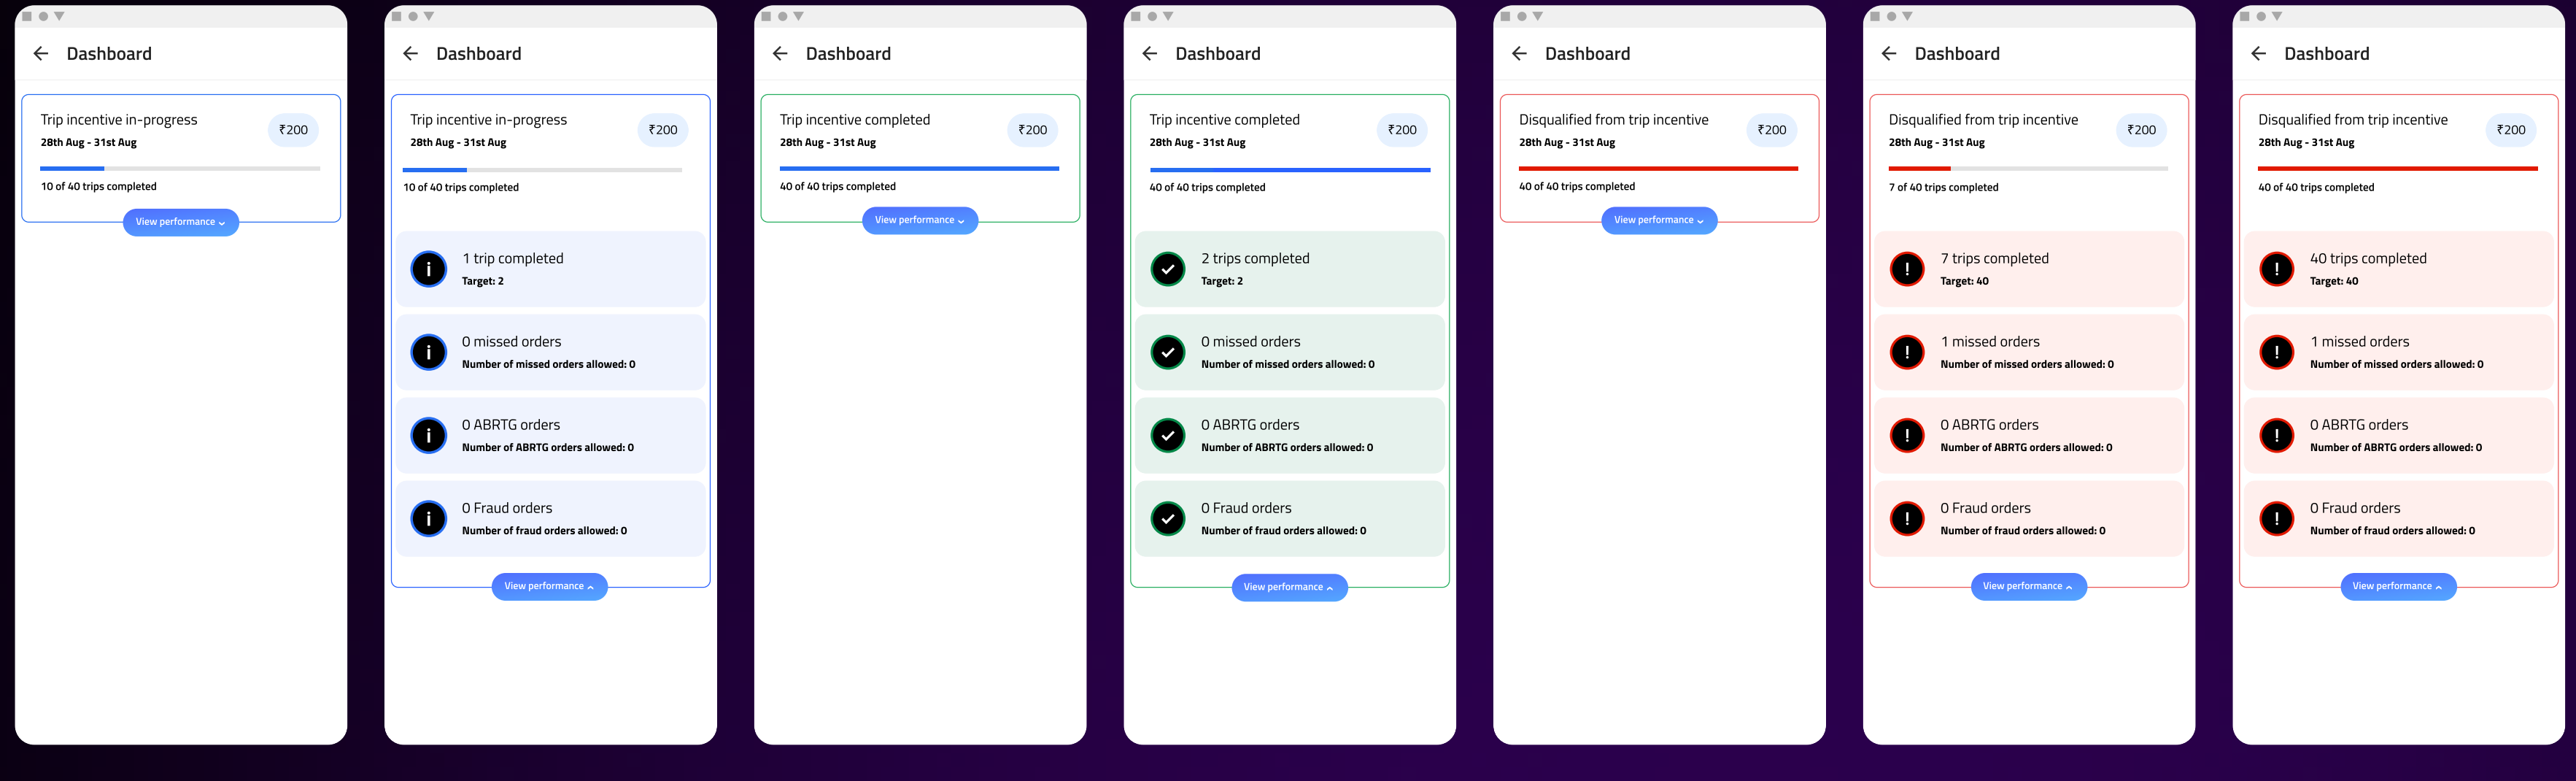 Dashboard
Trip incentive in-progress
28th Aug - 31st Aug
₹200
10 of 40 trips completed
View performance
Dashboard
Trip incentive in-progress
28th Aug - 31st Aug
₹200
10 of 40 trips completed
1 trip completed
Target: 2
0 missed orders
Number of missed orders allowed: 0
0 ABRTG orders
Number of ABRTG orders allowed: 0
0 Fraud orders
Number of fraud orders allowed: 0
View performance
Dashboard
Trip incentive completed
28th Aug - 31st Aug
₹200
40 of 40 trips completed
View performance
Dashboard
Trip incentive completed
28th Aug - 31st Aug
₹200
40 of 40 trips completed
2 trips completed
Target: 2
0 missed orders
Number of missed orders allowed: 0
0 ABRTG orders
Number of ABRTG orders allowed: 0
0 Fraud orders
Number of fraud orders allowed: 0
View performance
Dashboard
Disqualified from trip incentive
28th Aug - 31st Aug
₹200
40 of 40 trips completed
View performance
Dashboard
Disqualified from trip incentive
28th Aug - 31st Aug
₹200
7 of 40 trips completed
7 trips completed
Target: 40
1 missed orders
Number of missed orders allowed: 0
0 ABRTG orders
Number of ABRTG orders allowed: 0
0 Fraud orders
Number of fraud orders allowed: 0
View performance
Dashboard
Disqualified from trip incentive
28th Aug - 31st Aug
₹200
40 of 40 trips completed
40 trips completed
Target: 40
1 missed orders
Number of missed orders allowed: 0
0 ABRTG orders
Number of ABRTG orders allowed: 0
0 Fraud orders
Number of fraud orders allowed: 0
View performance